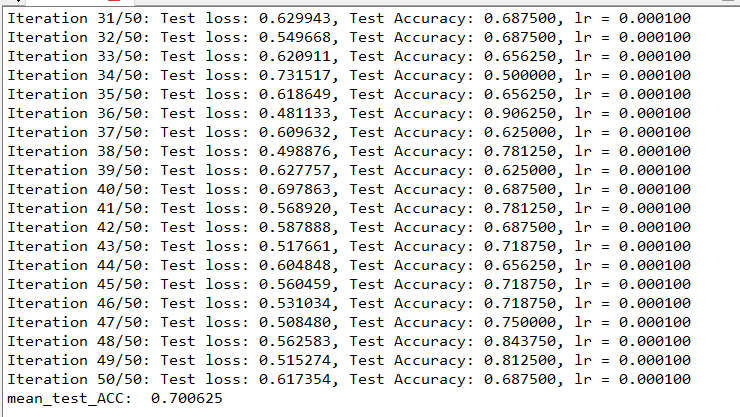 Iteration 31/50: Test loss: 0.629943, Test Accuracy: 0.687500, lr = 0.000100
Iteration 32/50: Test loss: 0.549668, Test Accuracy: 0.687500, lr = 0.000100
Iteration 33/50: Test loss: 0.620911, Test Accuracy: 0.656250, lr = 0.000100
Iteration 34/50: Test loss: 0.731517, Test Accuracy: 0.500000, lr = 0.000100
Iteration 35/50: Test loss: 0.618649, Test Accuracy: 0.656250, lr = 0.000100
Iteration 36/50: Test loss: 0.481133, Test Accuracy: 0.906250, lr = 0.000100
Iteration 37/50: Test loss: 0.609632, Test Accuracy: 0.625000, lr = 0.000100
Iteration 38/50: Test loss: 0.498876, Test Accuracy: 0.781250, lr = 0.000100
Iteration 39/50: Test loss: 0.627757, Test Accuracy: 0.625000, lr = 0.000100
Iteration 40/50: Test loss: 0.697863, Test Accuracy: 0.687500, lr = 0.000100
Iteration 41/50: Test loss: 0.568920, Test Accuracy: 0.781250, lr = 0.000100
Iteration 42/50: Test loss: 0.587888, Test Accuracy: 0.687500, lr = 0.000100
Iteration 43/50: Test loss: 0.517661, Test Accuracy: 0.718750, lr = 0.000100
Iteration 44/50: Test loss: 0.604848, Test Accuracy: 0.656250, lr = 0.000100
Iteration 45/50: Test loss: 0.560459, Test Accuracy: 0.718750, lr = 0.000100
Iteration 46/50: Test loss: 0.531034, Test Accuracy: 0.718750, lr = 0.000100
Iteration 47/50: Test loss: 0.508480, Test Accuracy: 0.750000, lr = 0.000100
Iteration 48/50: Test loss: 0.562583, Test Accuracy: 0.843750, lr = 0.000100
Iteration 49/50: Test loss: 0.515274, Test Accuracy: 0.812500, lr = 0.000100
Iteration 50/50: Test loss: 0.617354, Test Accuracy: 0.687500, lr = 0.000100
mean_test_ACC:  0.700625